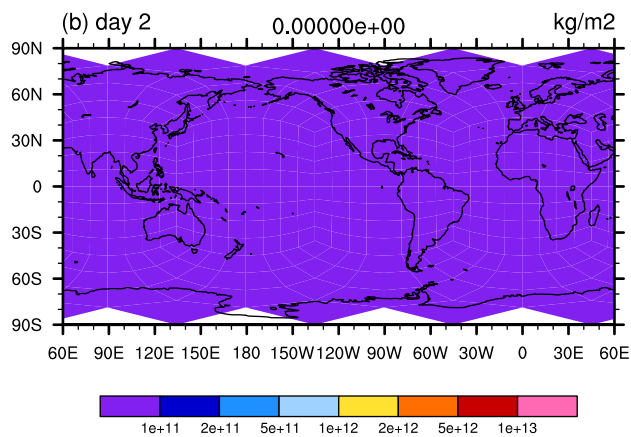 (b) day 2 0.00000e+00 kg/m2
90N
60N
30N
0
30S
60S
90S
60E 90E 120E 150E 180 150W 120W 90W 60W 30W 0 30E 60E
1e+11 2e+11 5e+11 1e+12 2e+12 5e+12 1e+13